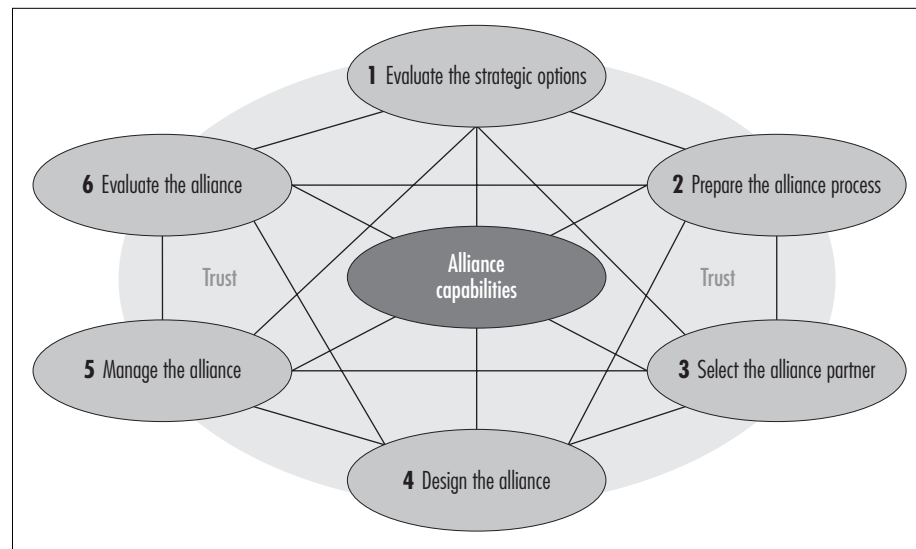 1 Evaluate the strategic options
6 Evaluate the alliance
2 Prepare the alliance process
Trust
Alliance
capabilities
Trust
5 Manage the alliance
3 Select the alliance partner
4 Design the alliance